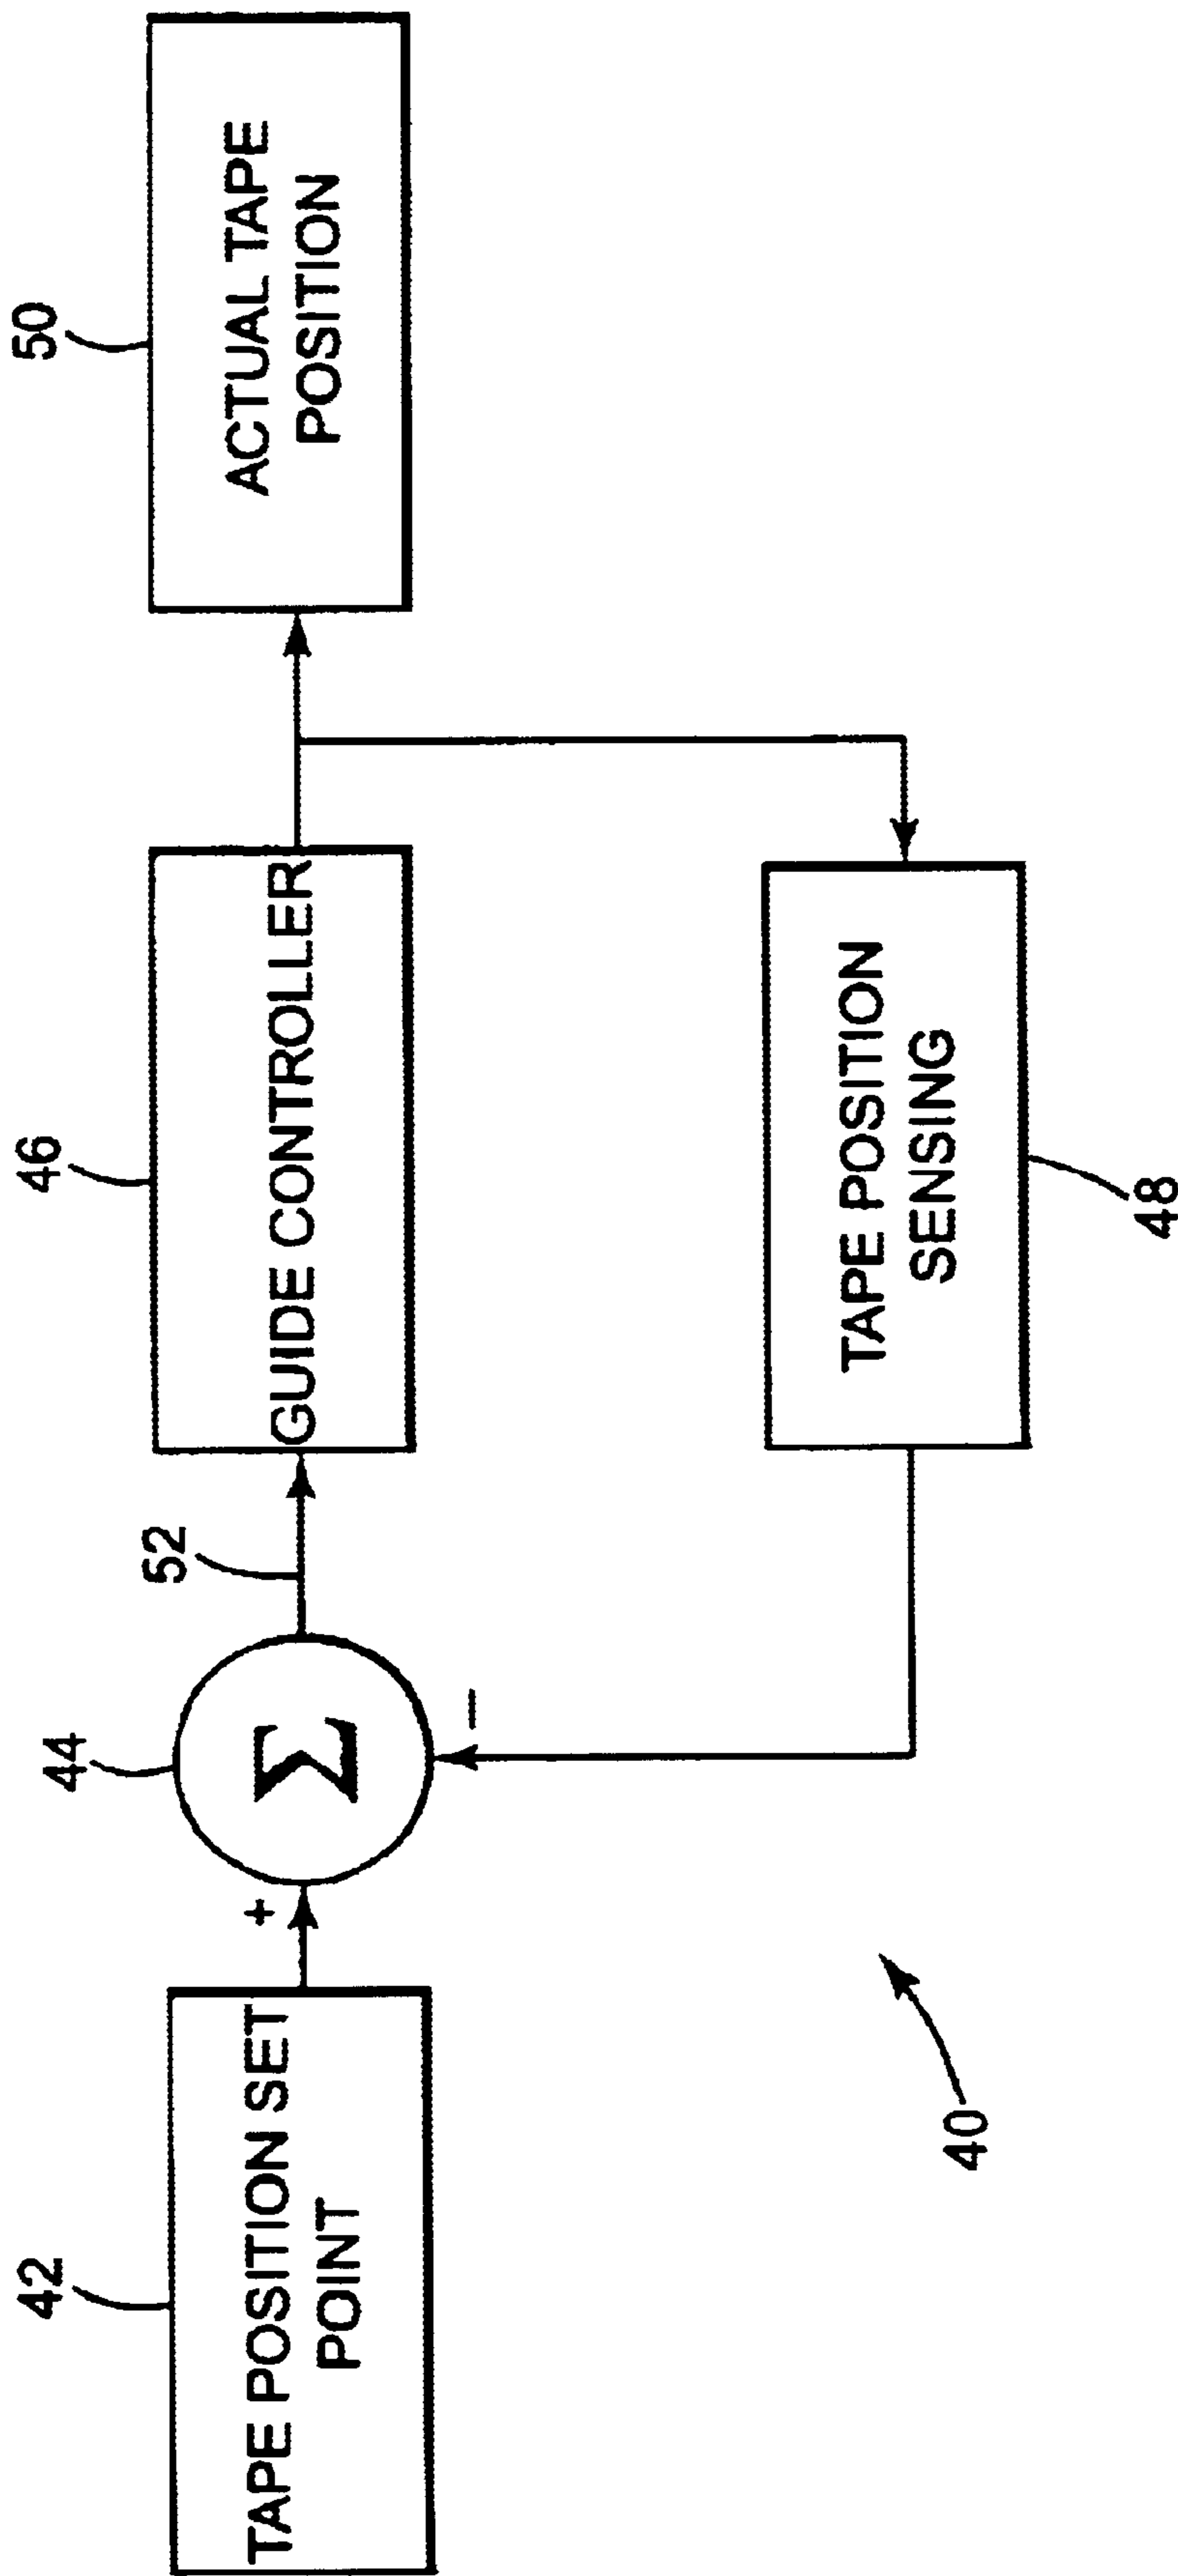 42
TAPE POSITION SET
POINT
+
44
Σ
−
52
46
GUIDE CONTROLLER
50
ACTUAL TAPE
POSITION
TAPE POSITION
SENSING
48
40